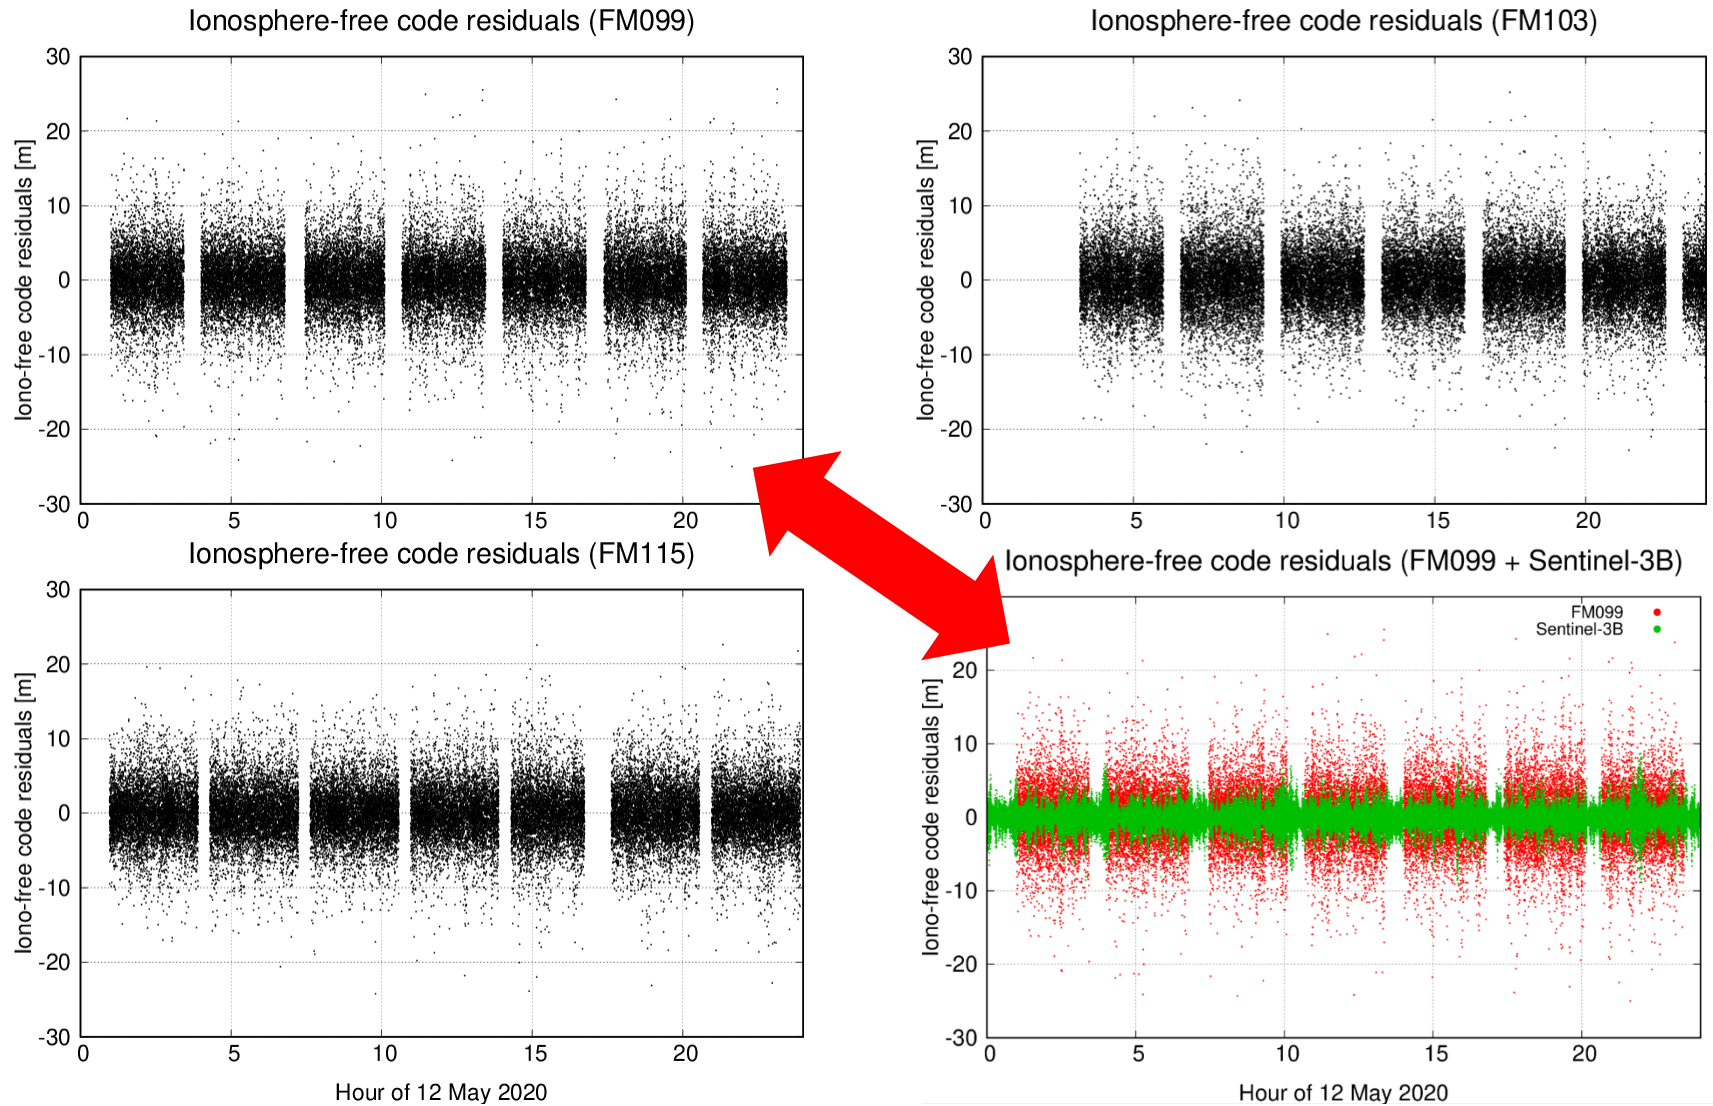 Ionosphere-free code residuals (FM099)
30
20
10
0
-10
-20
-30
Iono-free code residuals [m]
0 5 10 15 20
Ionosphere-free code residuals (FM103)
30
20
10
0
-10
-20
-30
Iono-free code residuals [m]
0 5 10 15 20
Ionosphere-free code residuals (FM115)
30
20
10
0
-10
-20
-30
Iono-free code residuals [m]
0 5 10 15 20
Hour of 12 May 2020
Ionosphere-free code residuals (FM099 + Sentinel-3B)
FM099
Sentinel-3B
20
10
0
-10
-20
-30
Iono-free code residuals [m]
0 5 10 15 20
Hour of 12 May 2020